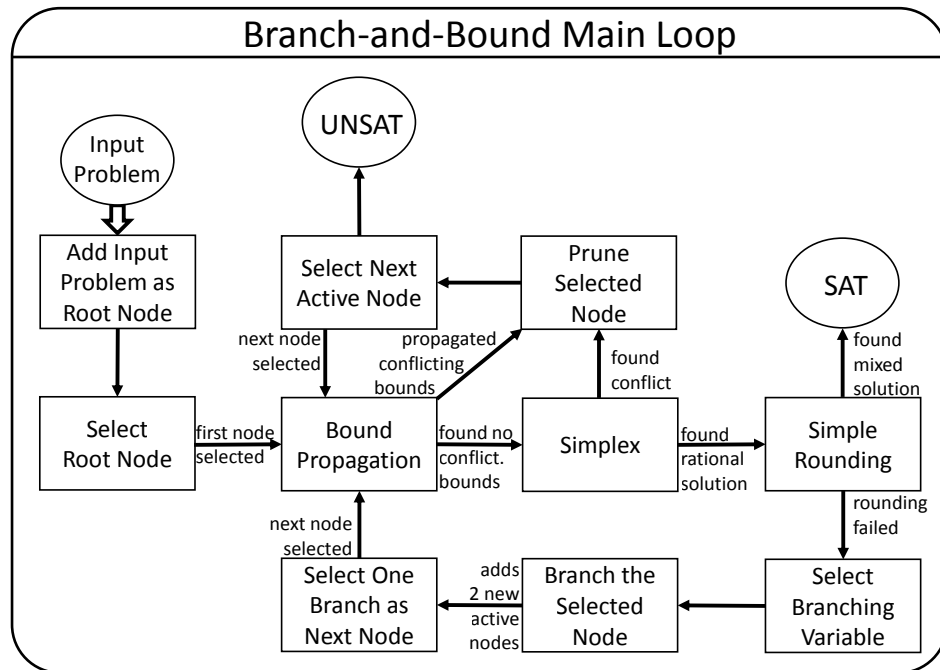 Branch-and-Bound Main Loop
Input
Problem
UNSAT
Add Input
Problem as
Root Node
Select Next
Active Node
Prune
Selected
Node
SAT
next node
selected
propagated
conflicting
bounds
found
conflict
found
mixed
solution
Select
Root Node
first node
selected
Bound
Propagation
found no
conflict.
bounds
Simplex
found
rational
solution
Simple
Rounding
next node
selected
rounding
failed
Select One
Branch as
Next Node
adds
2 new
active
nodes
Branch the
Selected
Node
Select
Branching
Variable